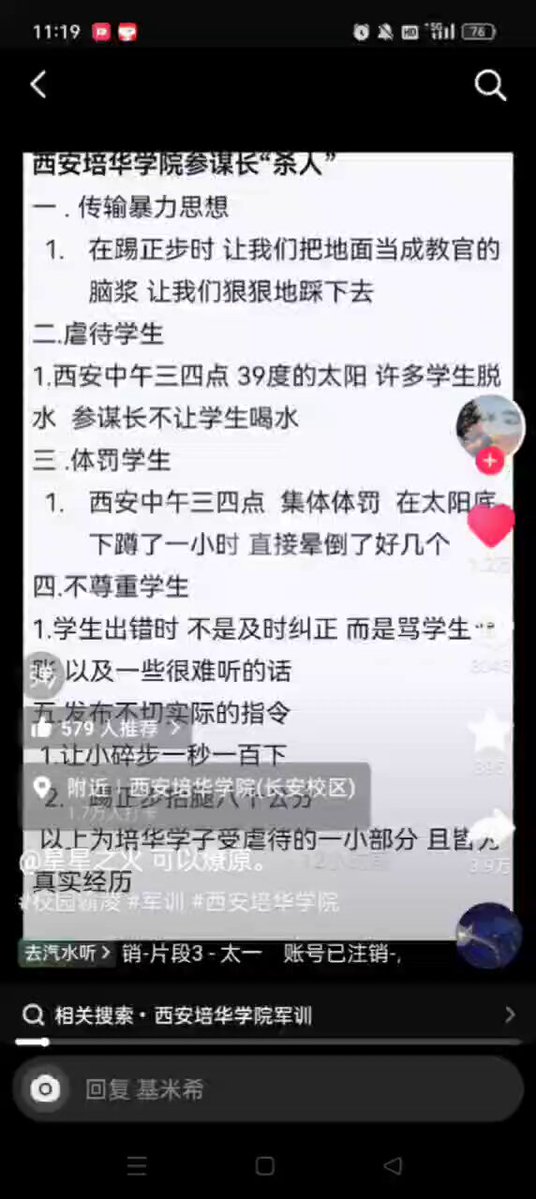 11:19
HD
5G
76
西安培华学院参谋长“杀人”
一 . 传输暴力思想
1. 在踢正步时 让我们把地面当成教官的
脑浆 让我们狠狠地踩下去
二.虐待学生
1.西安中午三四点 39度的太阳 许多学生脱
水 参谋长不让学生喝水
三 .体罚学生
1. 西安中午三四点 集体体罚 在太阳底
下蹲了一小时 直接晕倒了好几个
四.不尊重学生
1.学生出错时 不是及时纠正 而是骂学生
以及一些很难听的话
五.发布不切实际的指令
579 人推荐 >
1.让小碎步一秒一百下
附近 | 西安培华学院(长安校区)
2. 踢正步抬腿八十公分
1.7万人打卡
以上为培华学子受虐待的一小部分 且皆为
@星星之火 可以燎原。
3.9万
真实经历
#校园霸凌 #军训 #西安培华学院
去汽水听 > 销-片段3 - 太一 账号已注销-,
相关搜索 · 西安培华学院军训
回复 基米希